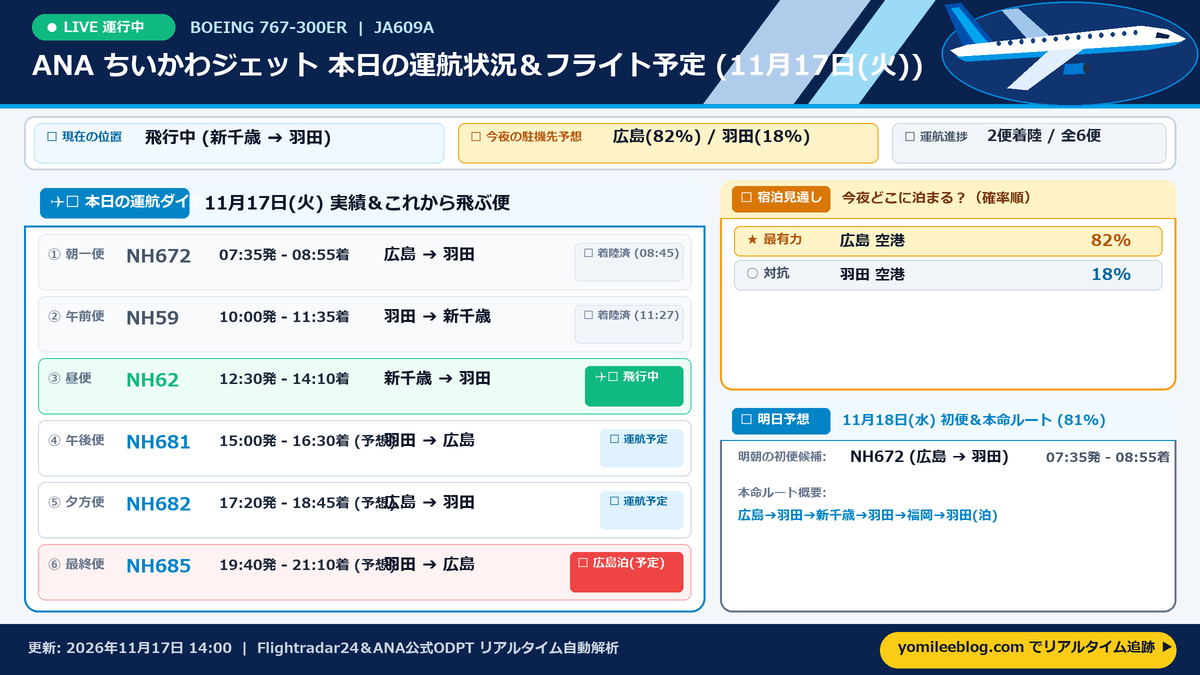 ● LIVE 運行中 BOEING 767-300ER | JA609A
ANA ちいかわジェット 本日の運航状況＆フライト予定 (11月17日(火))
□ 現在の位置 飛行中 (新千歳 → 羽田)
□ 今夜の駐機先予想 広島(82%) / 羽田(18%)
□ 運航進捗 2便着陸 / 全6便
✈□ 本日の運航ダイ 11月17日(火) 実績＆これから飛ぶ便
① 朝一便 NH672 07:35発 - 08:55着 広島 → 羽田 □ 着陸済 (08:45)
② 午前便 NH59 10:00発 - 11:35着 羽田 → 新千歳 □ 着陸済 (11:27)
③ 昼便 NH62 12:30発 - 14:10着 新千歳 → 羽田 ✈□ 飛行中
④ 午後便 NH681 15:00発 - 16:30着 (予想 羽田 → 広島 □ 運航予定
⑤ 夕方便 NH682 17:20発 - 18:45着 (予想 広島 → 羽田 □ 運航予定
⑥ 最終便 NH685 19:40発 - 21:10着 (予想 羽田 → 広島 □ 広島泊(予定)
□ 宿泊見通し 今夜どこに泊まる？（確率順）
★ 最有力 広島 空港 82%
○ 対抗 羽田 空港 18%
□ 明日予想 11月18日(水) 初便＆本命ルート (81%)
明朝の初便候補: NH672 (広島 → 羽田) 07:35発 - 08:55着
本命ルート概要:
広島→羽田→新千歳→羽田→福岡→羽田(泊)
更新: 2026年11月17日 14:00 | Flightradar24＆ANA公式ODPT リアルタイム自動解析
yomileeblog.com でリアルタイム追跡 ▶